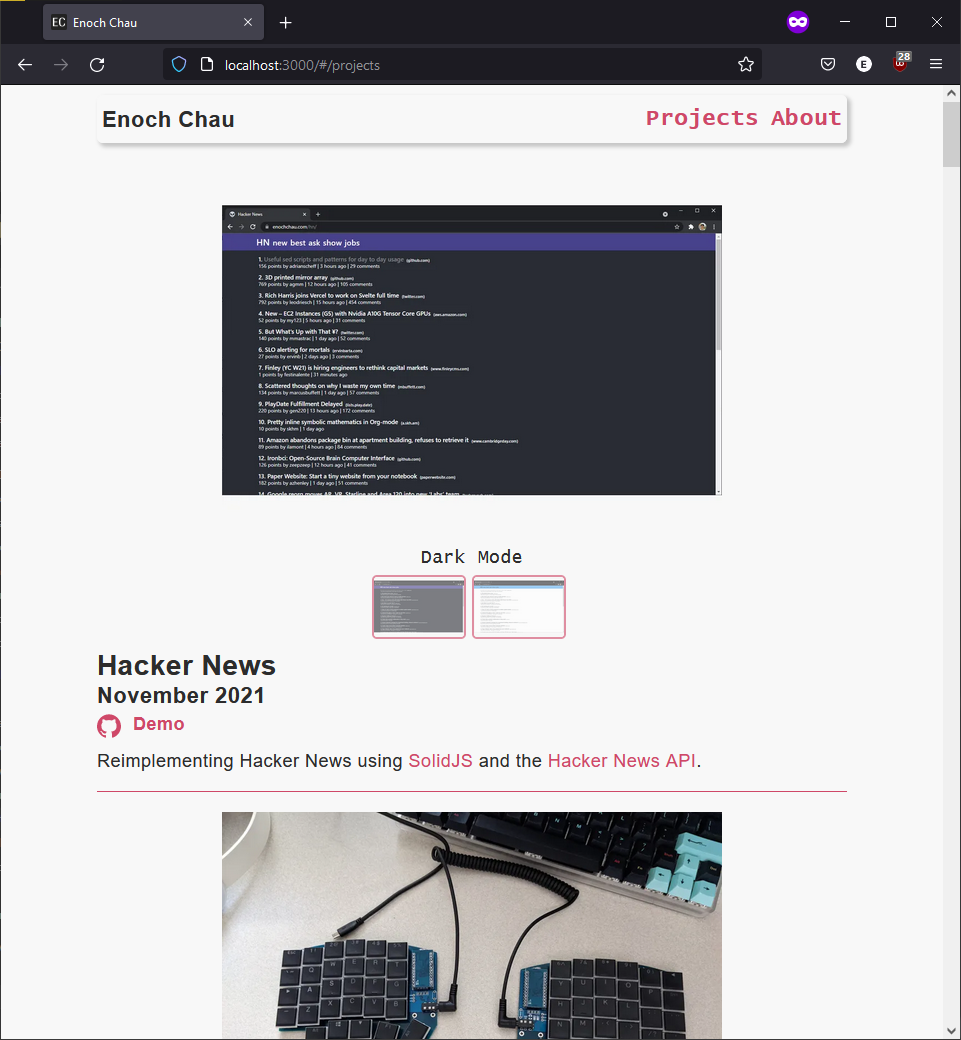 EC Enoch Chau
localhost:3000/#/projects
E
28
Enoch Chau
Projects About
Hacker News
enochchau.com/hn/
HN new best ask show jobs
1. Useful sed scripts and patterns for day to day usage (github.com)
156 points by adrianscheff | 3 hours ago | 29 comments
2. 3D printed mirror array (github.com)
769 points by agmm | 12 hours ago | 105 comments
3. Rich Harris joins Vercel to work on Svelte full time (twitter.com)
792 points by leodriesch | 15 hours ago | 454 comments
4. New – EC2 Instances (G5) with Nvidia A10G Tensor Core GPUs (aws.amazon.com)
52 points by my123 | 5 hours ago | 31 comments
5. But What's Up with That ¥? (twitter.com)
140 points by mmastrac | 1 day ago | 52 comments
6. SLO alerting for mortals (ervinbarta.com)
27 points by ervinb | 2 days ago | 3 comments
7. Finley (YC W21) is hiring engineers to rethink capital markets (www.finleycms.com)
1 points by festinalente | 31 minutes ago
8. Scattered thoughts on why I waste my own time (mbuffett.com)
134 points by marcusbuffett | 1 day ago | 57 comments
9. PlayDate Fulfillment Delayed (fists.play.date)
220 points by gen220 | 13 hours ago | 172 comments
10. Pretty inline symbolic mathematics in Org-mode
10 points by skhm | 1 day ago
11. Amazon abandons package bin at apartment building, refuses to retrieve it (www.cambridgeday.com)
89 points by ilamont | 4 hours ago | 84 comments
12. Ironbci: Open-Source Brain Computer Interface (github.com)
126 points by zeepzeep | 12 hours ago | 41 comments
13. Paper Website: Start a tiny website from your notebook (paperwebsite.com)
182 points by azhenley | 1 day ago | 51 comments
14. Google reorg moves AR, VR, Starline and Area 120 into new 'Labs' team
Dark Mode
Hacker News
November 2021
Demo
Reimplementing Hacker News using SolidJS and the Hacker News API.